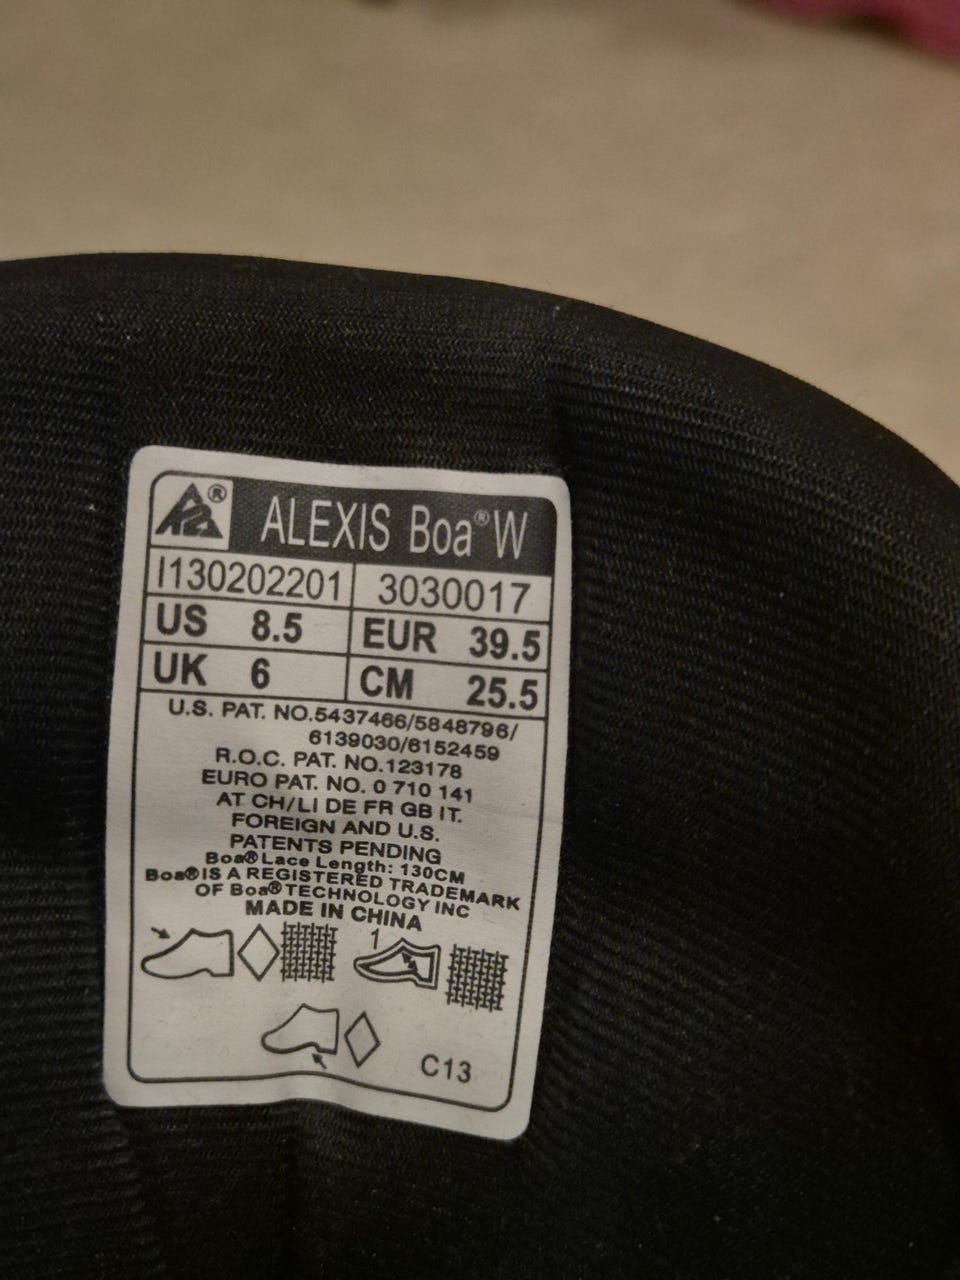 K2® ALEXIS Boa® W
I130202201 3030017
US 8.5 EUR 39.5
UK 6 CM 25.5
U.S. PAT. NO.5437466/5848796/
6139030/6152459
R.O.C. PAT. NO.123178
EURO PAT. NO. 0 710 141
AT CH/LI DE FR GB IT.
FOREIGN AND U.S.
PATENTS PENDING
Boa® Lace Length: 130CM
Boa® IS A REGISTERED TRADEMARK
OF Boa® TECHNOLOGY INC
MADE IN CHINA
1
C13